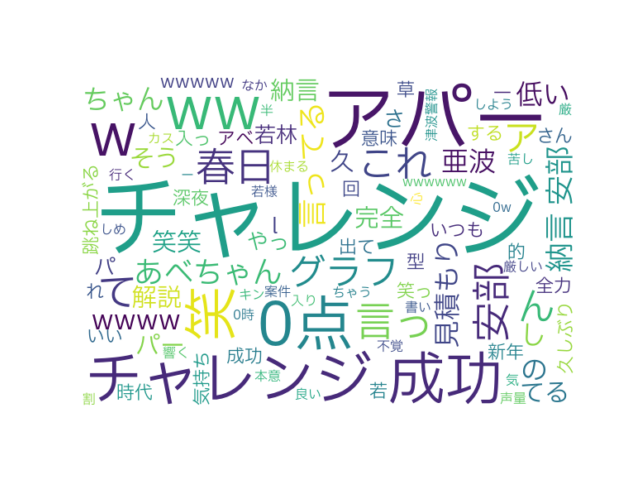 wwwww
なか
納言
アパー
草
津波警報
しよう
一
低い
厳
ちゃん
ww
半
人
カス
入っ
アベ
若林
言ってる
意味
さ
する
ア
さん
w
そう
春日
休まる
久
これ
亜波
苦し
安部
跳ね上がる
行く
ー
若様
wwwwww
チャレンジ
心
深夜
回
0w
納言
しめ
笑笑
やっ
l
完全
いつも
出て
的
パ
あべちゃん
グラフ
型
見積もり
安部
厳しい
て
れ
解説
キン
案件
入り
ちゃう
笑っ
書い
し
ん
全力
久しぶり
wwww
0時
笑
0点
言っ
いい
パー
響く
成功
不覚
新年
の
気持ち
チャレンジ
成功
てる
時代
本意
良い
若
気
声量
割